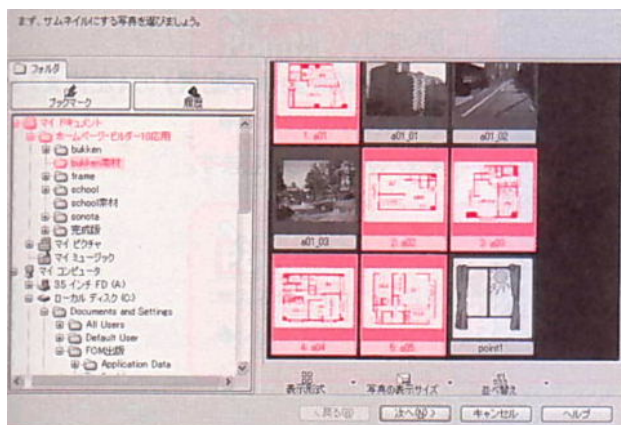 まず、サムネイルにする写真を選びましょう。
フォルダ
ブックマーク
履歴
マイ ドキュメント
ホームページ・ビルダー10応用
bukken
bukken素材
frame
school
school素材
sonota
完成版
マイ ピクチャ
マイ ミュージック
マイ コンピュータ
3.5 インチ FD (A:)
ローカル ディスク (C:)
Documents and Settings
All Users
Default User
FOM出版
Application Data
1: a01
a01_01
a01_02
a01_03
2: a02
3: a03
4: a04
5: a05
point1
表示形式
写真の表示サイズ
並べ替え
< 戻る(B)
次へ(N) >
キャンセル
ヘルプ